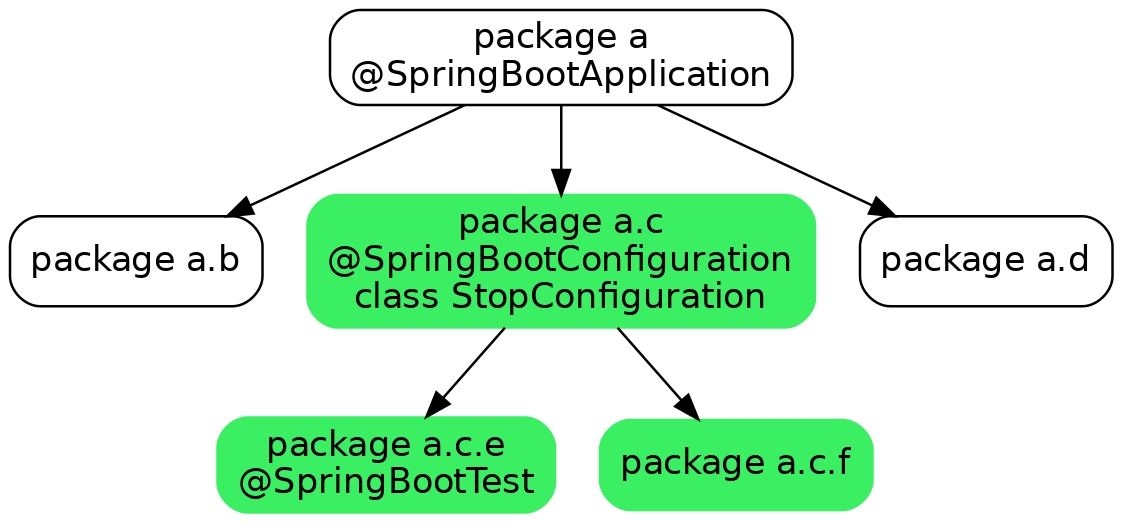 package a
@SpringBootApplication
package a.b
package a.c
@SpringBootConfiguration
class StopConfiguration
package a.d
package a.c.e
@SpringBootTest
package a.c.f